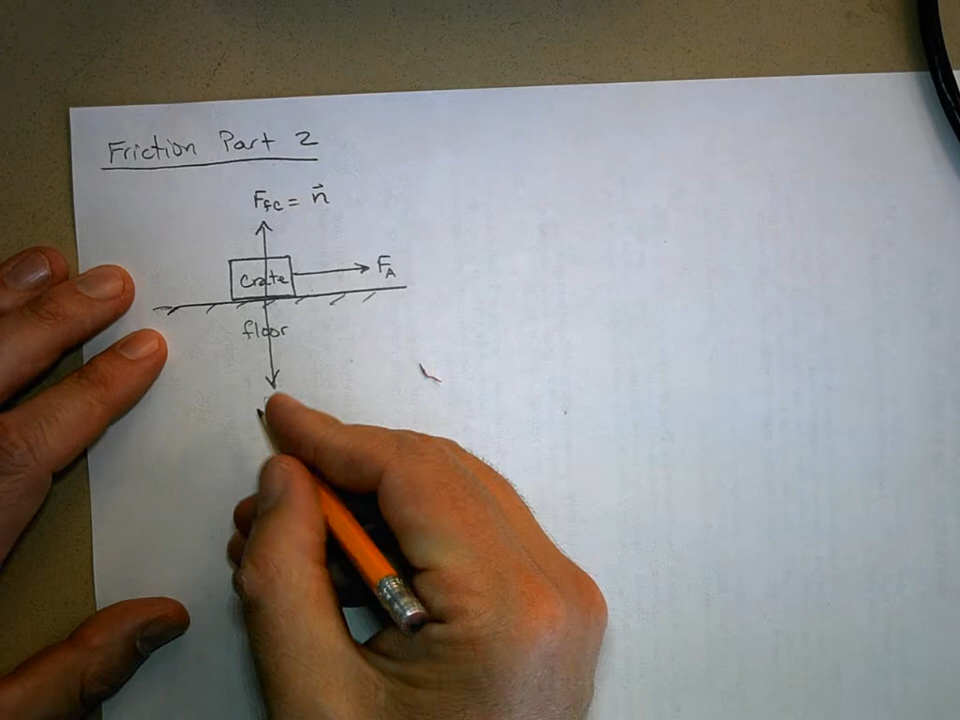 Friction Part 2
F_fc = n⃗
Crate
F_A
floor